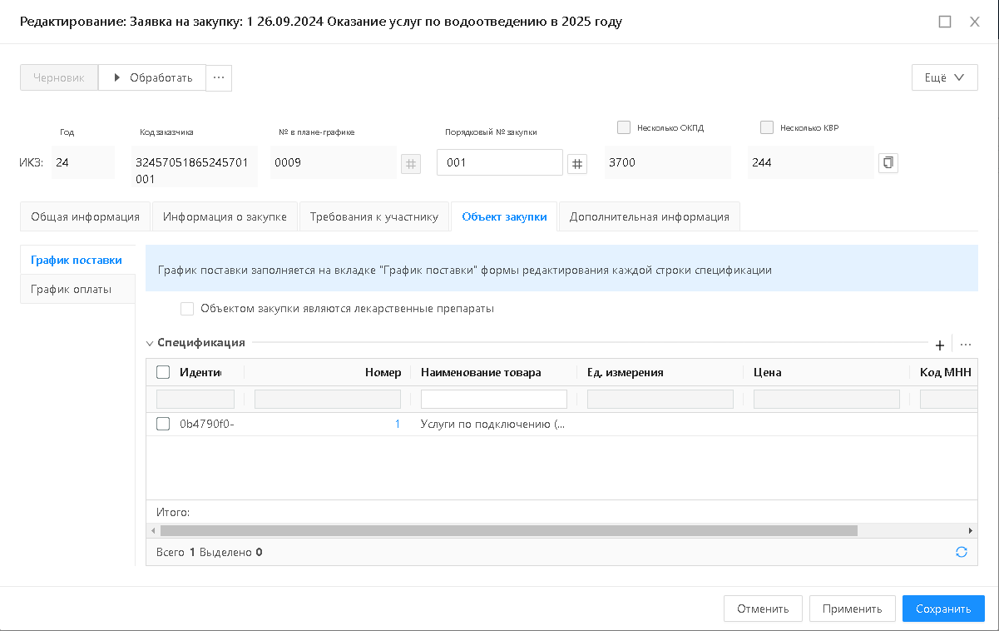 Редактирование: Заявка на закупку: 1 26.09.2024 Оказание услуг по водоотведению в 2025 году
Черновик Обработать ... Ещё
Год Код заказчика № в плане-графике Порядковый № закупки Несколько ОКПД Несколько КВР
ИКЗ: 24 32457051865245701 0009 # 001 # 3700 244
001
Общая информация Информация о закупке Требования к участнику Объект закупки Дополнительная информация
График поставки
График оплаты
График поставки заполняется на вкладке "График поставки" формы редактирования каждой строки спецификации
Объектом закупки являются лекарственные препараты
Спецификация + ...
Иденти Номер Наименование товара Ед. измерения Цена Код МНН
0b4790f0- 1 Услуги по подключению (...
Итого:
Всего 1 Выделено 0
Отменить Применить Сохранить